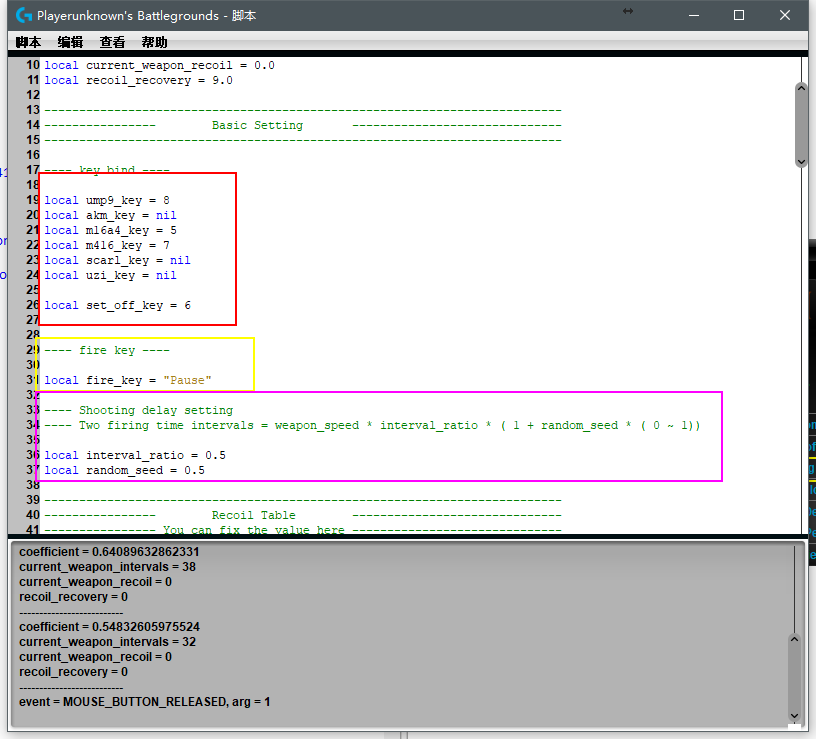 Playerunknown's Battlegrounds - 脚本
脚本 编辑 查看 帮助
10 local current_weapon_recoil = 0.0
11 local recoil_recovery = 9.0
12
13 --------------------------------------------------------------------------
14 ---------------- Basic Setting ------------------------------
15 --------------------------------------------------------------------------
16
17 ---- key bind ----
18
19 local ump9_key = 8
20 local akm_key = nil
21 local m16a4_key = 5
22 local m416_key = 7
23 local scarl_key = nil
24 local uzi_key = nil
25
26 local set_off_key = 6
27
28
29 ---- fire key ----
30
31 local fire_key = "Pause"
32
33 ---- Shooting delay setting
34 ---- Two firing time intervals = weapon_speed * interval_ratio * ( 1 + random_seed * ( 0 ~ 1))
35
36 local interval_ratio = 0.5
37 local random_seed = 0.5
38
39 --------------------------------------------------------------------------
40 ---------------- Recoil Table ------------------------------
41 ---------------- You can fix the value here ------------------------------
coefficient = 0.64089632862331
current_weapon_intervals = 38
current_weapon_recoil = 0
recoil_recovery = 0
--------------------------
coefficient = 0.54832605975524
current_weapon_intervals = 32
current_weapon_recoil = 0
recoil_recovery = 0
--------------------------
event = MOUSE_BUTTON_RELEASED, arg = 1